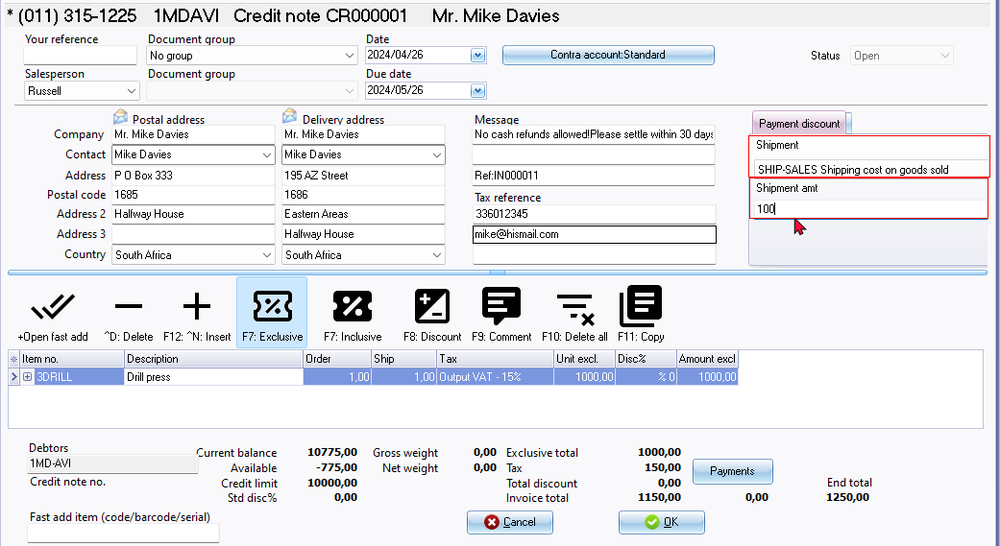 * (011) 315-1225 1MDAVI Credit note CR000001 Mr. Mike Davies
Your reference Document group Date
No group 2024/04/26 Contra account:Standard Status Open
Salesperson Document group Due date
Russell 2024/05/26
Postal address Delivery address Message Payment discount
Company Mr. Mike Davies Mr. Mike Davies No cash refunds allowed!Please settle within 30 days
Shipment
Contact Mike Davies Mike Davies
SHIP-SALES Shipping cost on goods sold
Address P O Box 333 195 AZ Street Ref:IN000011
Shipment amt
Postal code 1685 1686 Tax reference
100
Address 2 Halfway House Eastern Areas 336012345
Address 3 Halfway House mike@hismail.com
Country South Africa South Africa
+Open fast add ^D: Delete F12: ^N: Insert F7: Exclusive F7: Inclusive F8: Discount F9: Comment F10: Delete all F11: Copy
Item no. Description Order Ship Tax Unit excl. Disc% Amount excl
3DRILL Drill press 1,00 1,00 Output VAT - 15% 1000,00 % 0 1000,00
Debtors Current balance 10775,00 Gross weight 0,00 Exclusive total 1000,00
1MD-AVI Available -775,00 Net weight 0,00 Tax 150,00 Payments
Credit note no. Credit limit 10000,00 Total discount 0,00 End total
Std disc% 0,00 Invoice total 1150,00 0,00 1250,00
Fast add item (code/barcode/serial) Cancel OK